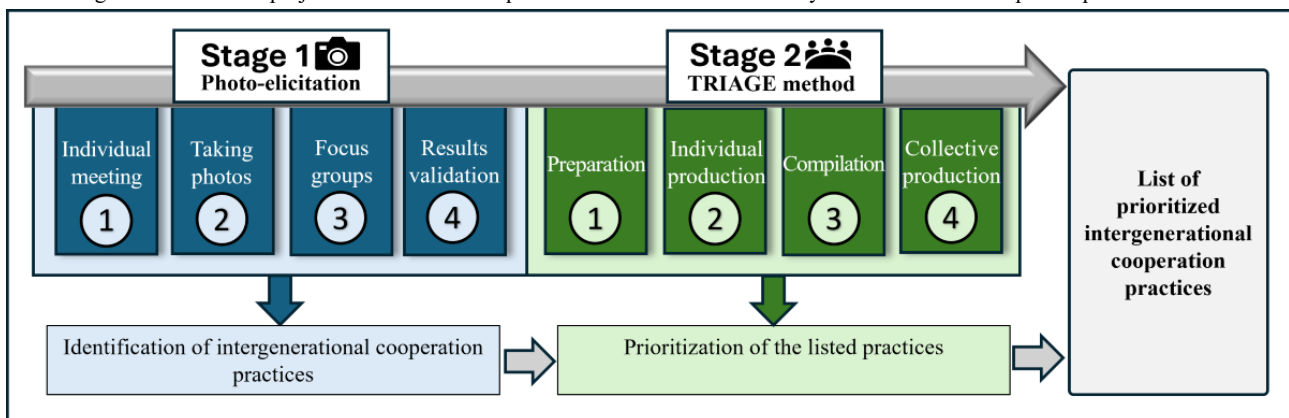 Stage 1
Photo-elicitation
Stage 2
TRIAGE method
Individual
meeting
1
Taking
photos
2
Focus
groups
3
Results
validation
4
Preparation
1
Individual
production
2
Compilation
3
Collective
production
4
List of
prioritized
intergenerational
cooperation
practices
Identification of intergenerational cooperation
practices
Prioritization of the listed practices